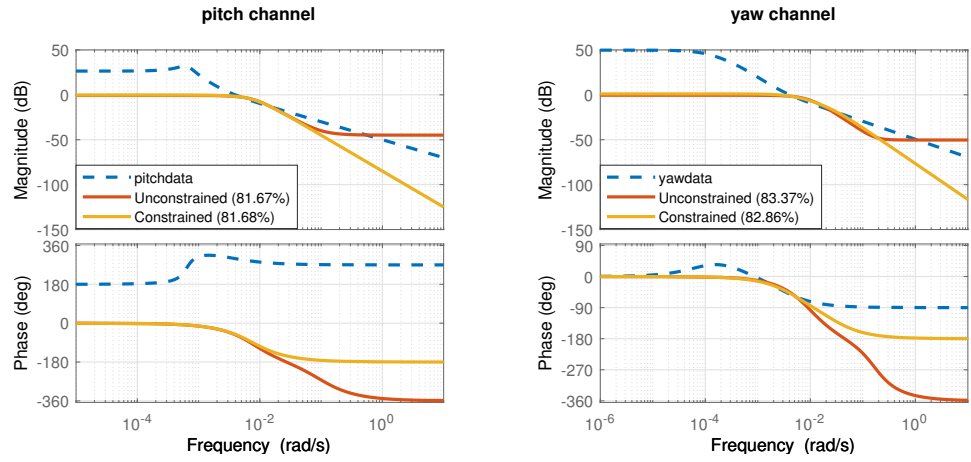 pitch channel
50
0
-50
-100
-150
Magnitude (dB)
pitchdata
Unconstrained (81.67%)
Constrained (81.68%)
360
180
0
-180
-360
Phase (deg)
10^-4
10^-2
10^0
Frequency (rad/s)
yaw channel
50
0
-50
-100
-150
Magnitude (dB)
yawdata
Unconstrained (83.37%)
Constrained (82.86%)
90
0
-90
-180
-270
-360
Phase (deg)
10^-6
10^-4
10^-2
10^0
Frequency (rad/s)